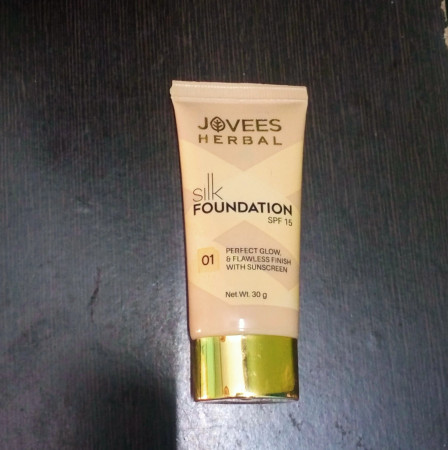 JOVEES
HERBAL
silk
FOUNDATION
SPF 15
01
PERFECT GLOW,
& FLAWLESS FINISH
WITH SUNSCREEN
Net. Wt. 30 g